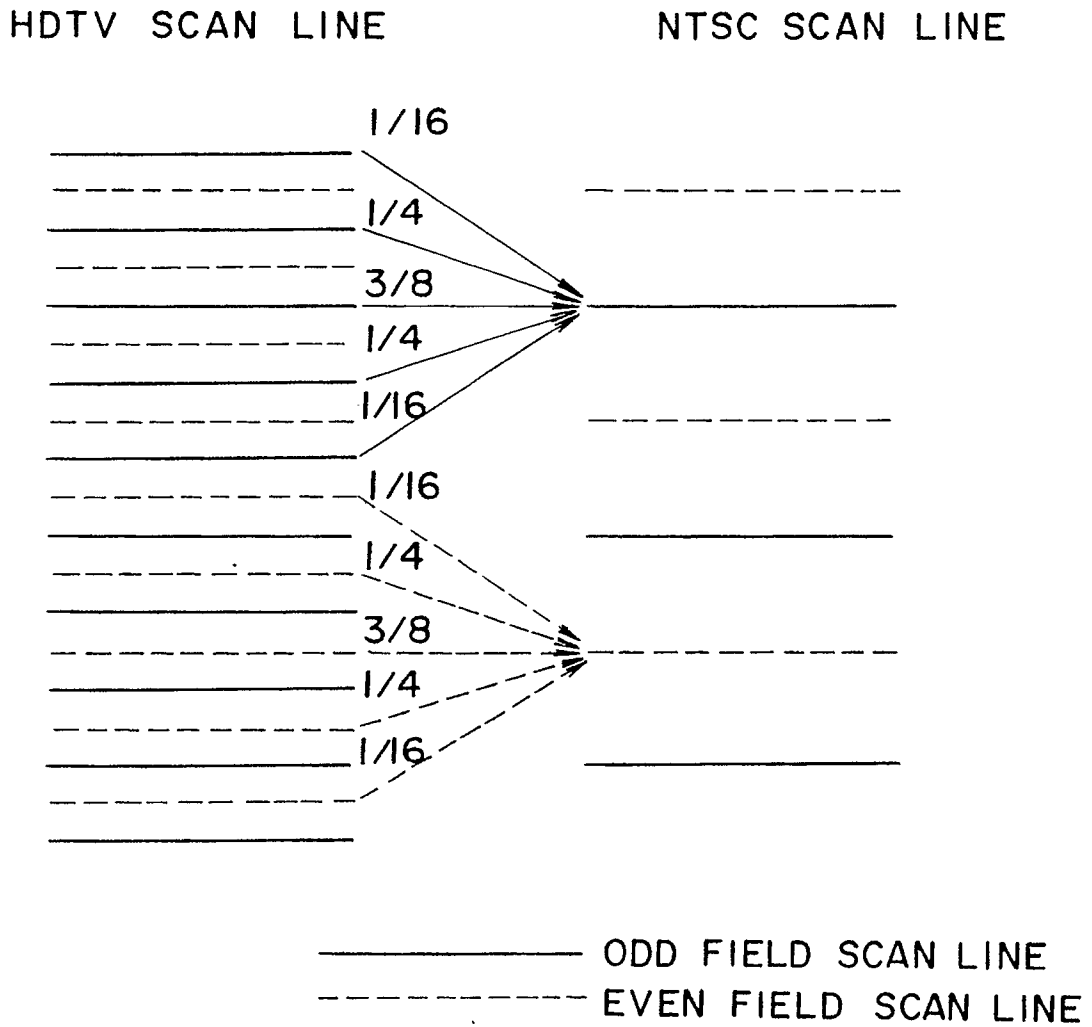 HDTV SCAN LINE
NTSC SCAN LINE
1/16
1/4
3/8
1/4
1/16
1/16
1/4
3/8
1/4
1/16
ODD FIELD SCAN LINE
EVEN FIELD SCAN LINE